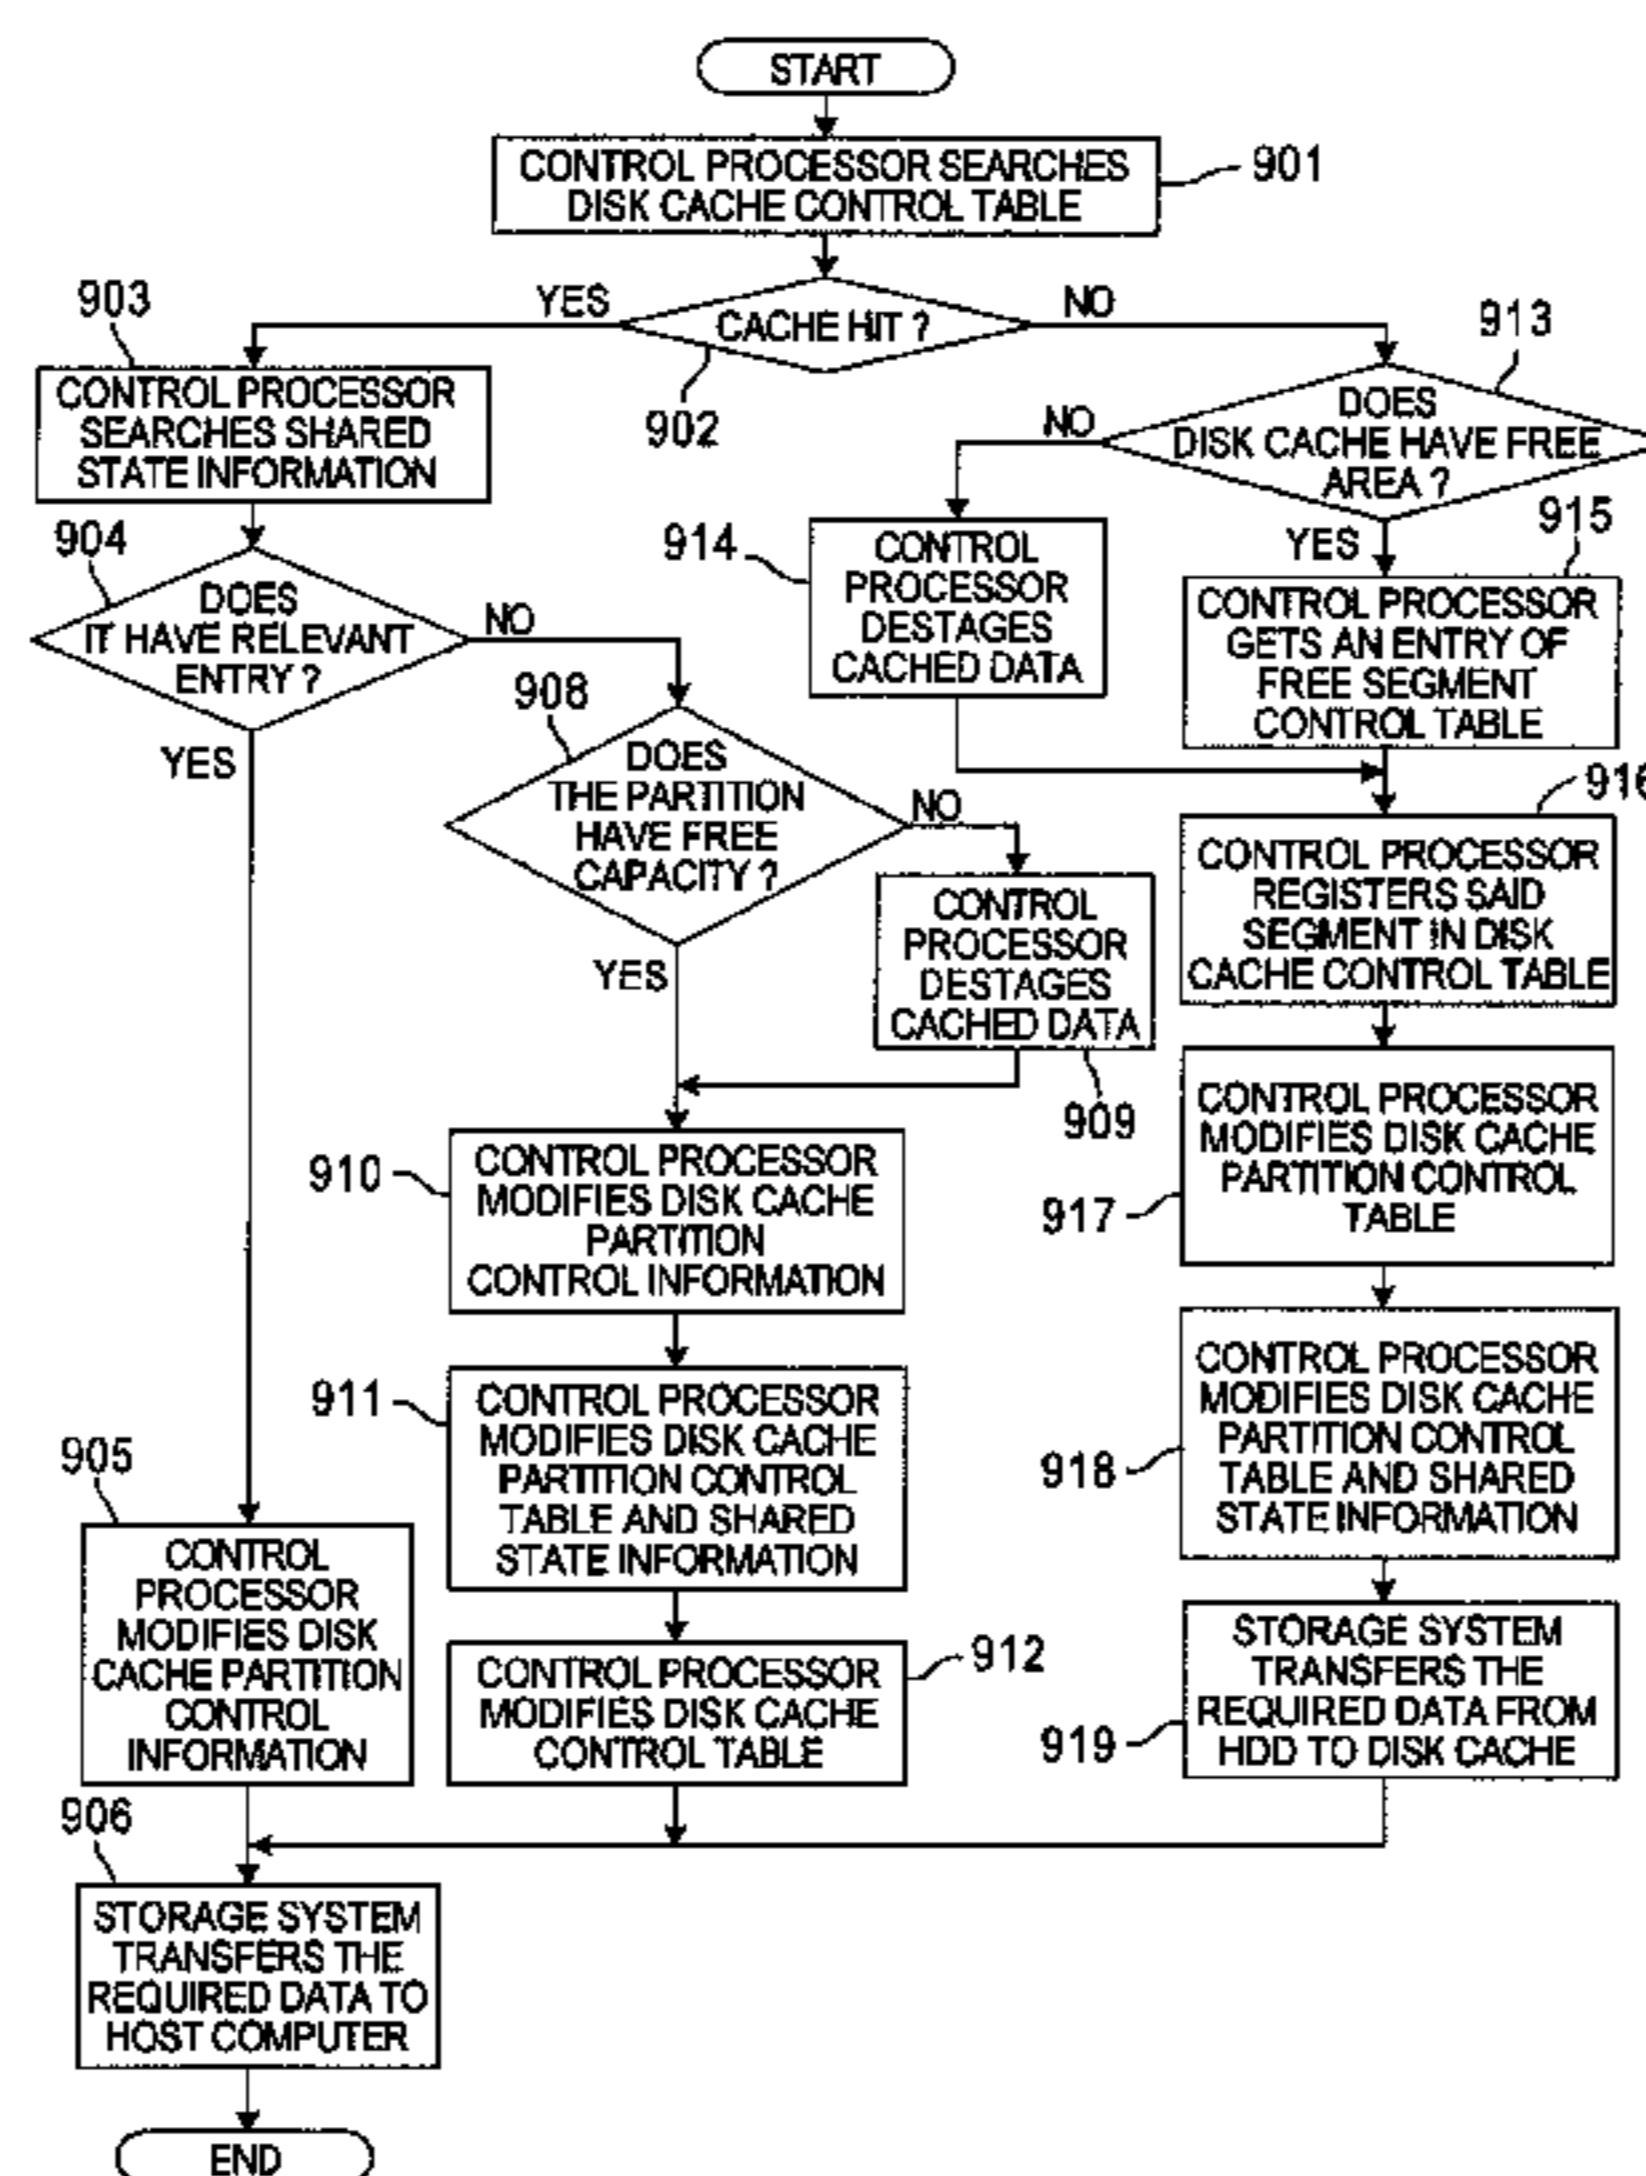 START
CONTROL PROCESSOR SEARCHES
DISK CACHE CONTROL TABLE
901
YES
CACHE HIT ?
NO
902
903
CONTROL PROCESSOR
SEARCHES SHARED
STATE INFORMATION
913
DOES
DISK CACHE HAVE FREE
AREA ?
NO
YES
904
DOES
IT HAVE RELEVANT
ENTRY ?
NO
YES
914
CONTROL
PROCESSOR
DESTAGES
CACHED DATA
915
CONTROL PROCESSOR
GETS AN ENTRY OF
FREE SEGMENT
CONTROL TABLE
908
DOES
THE PARTITION
HAVE FREE
CAPACITY ?
NO
YES
CONTROL
PROCESSOR
DESTAGES
CACHED DATA
909
916
CONTROL PROCESSOR
REGISTERS SAID
SEGMENT IN DISK
CACHE CONTROL TABLE
910
CONTROL PROCESSOR
MODIFIES DISK CACHE
PARTITION
CONTROL INFORMATION
917
CONTROL PROCESSOR
MODIFIES DISK CACHE
PARTITION CONTROL
TABLE
911
CONTROL PROCESSOR
MODIFIES DISK CACHE
PARTITION CONTROL
TABLE AND SHARED
STATE INFORMATION
918
CONTROL PROCESSOR
MODIFIES DISK CACHE
PARTITION CONTROL
TABLE AND SHARED
STATE INFORMATION
905
CONTROL
PROCESSOR
MODIFIES DISK
CACHE PARTITION
CONTROL
INFORMATION
912
CONTROL PROCESSOR
MODIFIES DISK CACHE
CONTROL TABLE
919
STORAGE SYSTEM
TRANSFERS THE
REQUIRED DATA FROM
HDD TO DISK CACHE
906
STORAGE SYSTEM
TRANSFERS THE
REQUIRED DATA TO
HOST COMPUTER
END